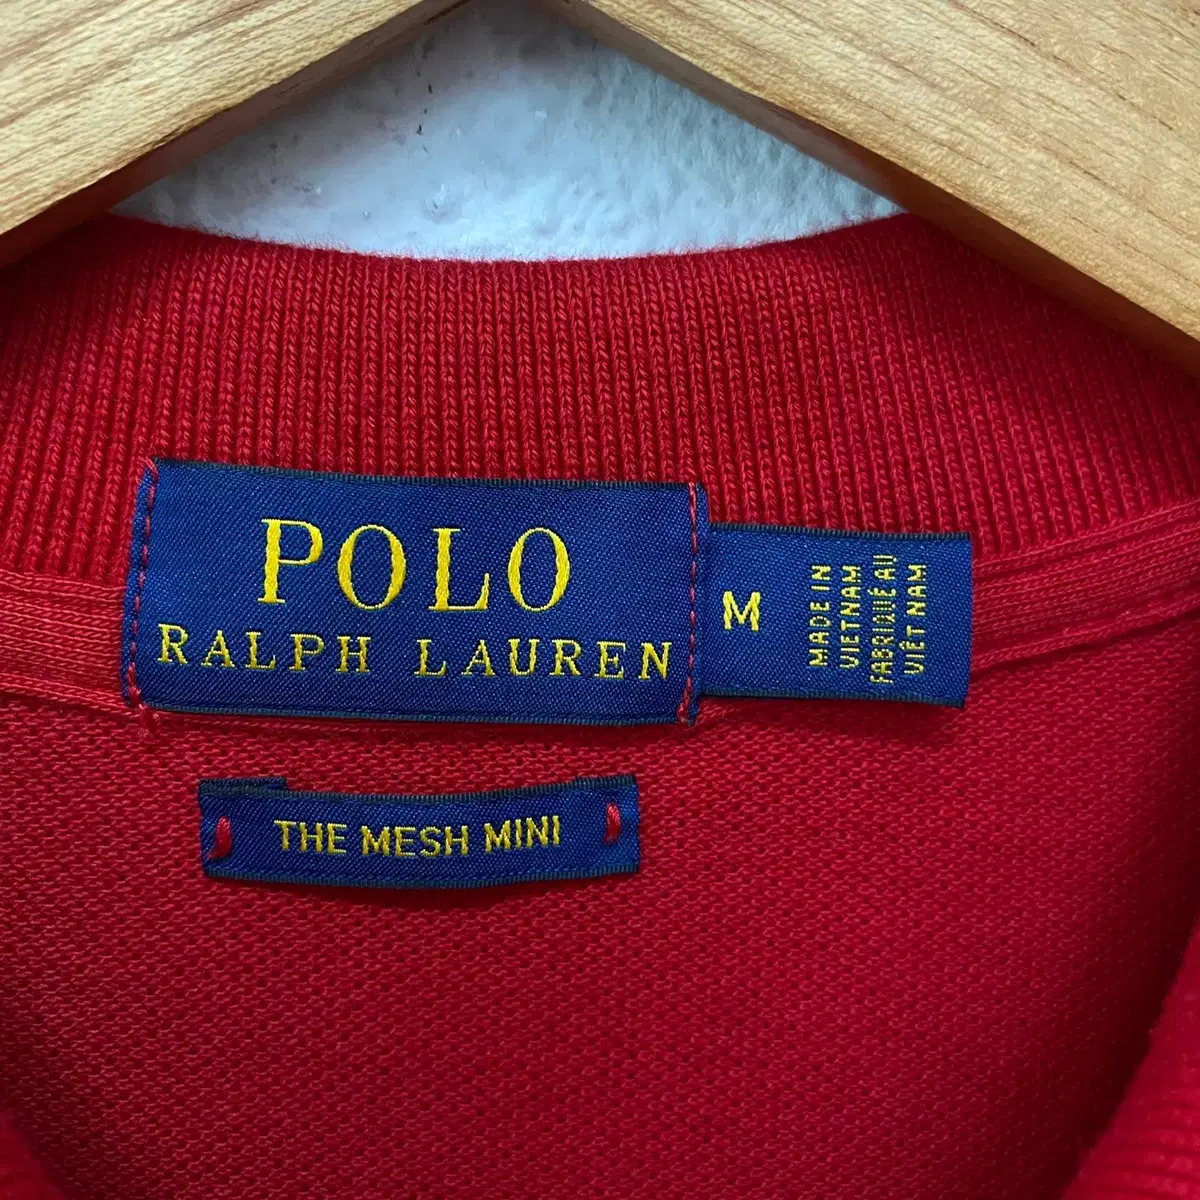 POLO
RALPH LAUREN
M
MADE IN
VIETNAM
FABRIQUÉ AU
VIÊT NAM
THE MESH MINI